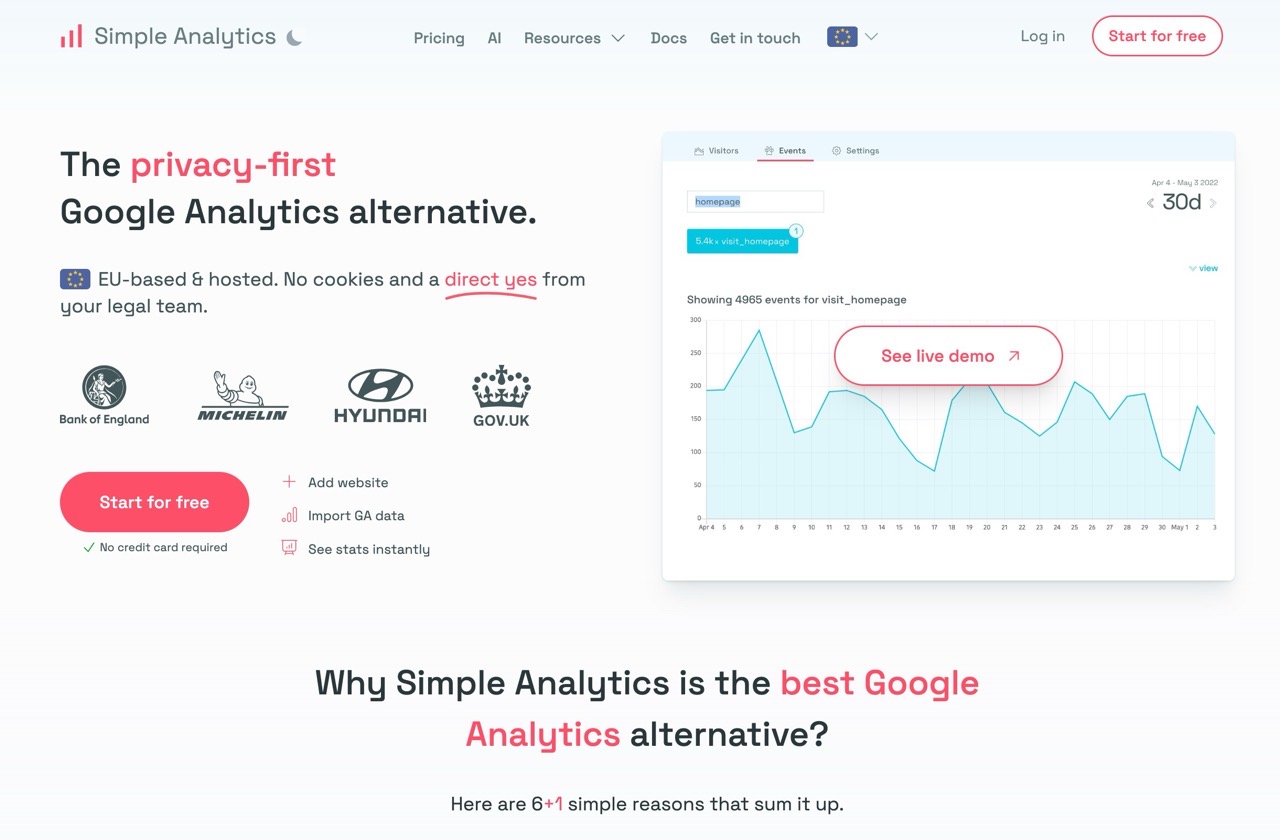 Simple Analytics
Pricing
AI
Resources
Docs
Get in touch
Log in
Start for free
The privacy-first
Google Analytics alternative.
EU-based & hosted. No cookies and a direct yes from
your legal team.
Bank of England
MICHELIN
HYUNDAI
GOV.UK
Start for free
No credit card required
Add website
Import GA data
See stats instantly
Visitors
Events
Settings
Apr 4 - May 3 2022
30d
homepage
1
5.4k x visit_homepage
view
Showing 4965 events for visit_homepage
300
250
200
150
100
50
0
See live demo
Apr 4 5 6 7 8 9 10 11 12 13 14 15 16 17 18 19 20 21 22 23 24 25 26 27 28 29 30 May 1 2 3
Why Simple Analytics is the best Google
Analytics alternative?
Here are 6+1 simple reasons that sum it up.